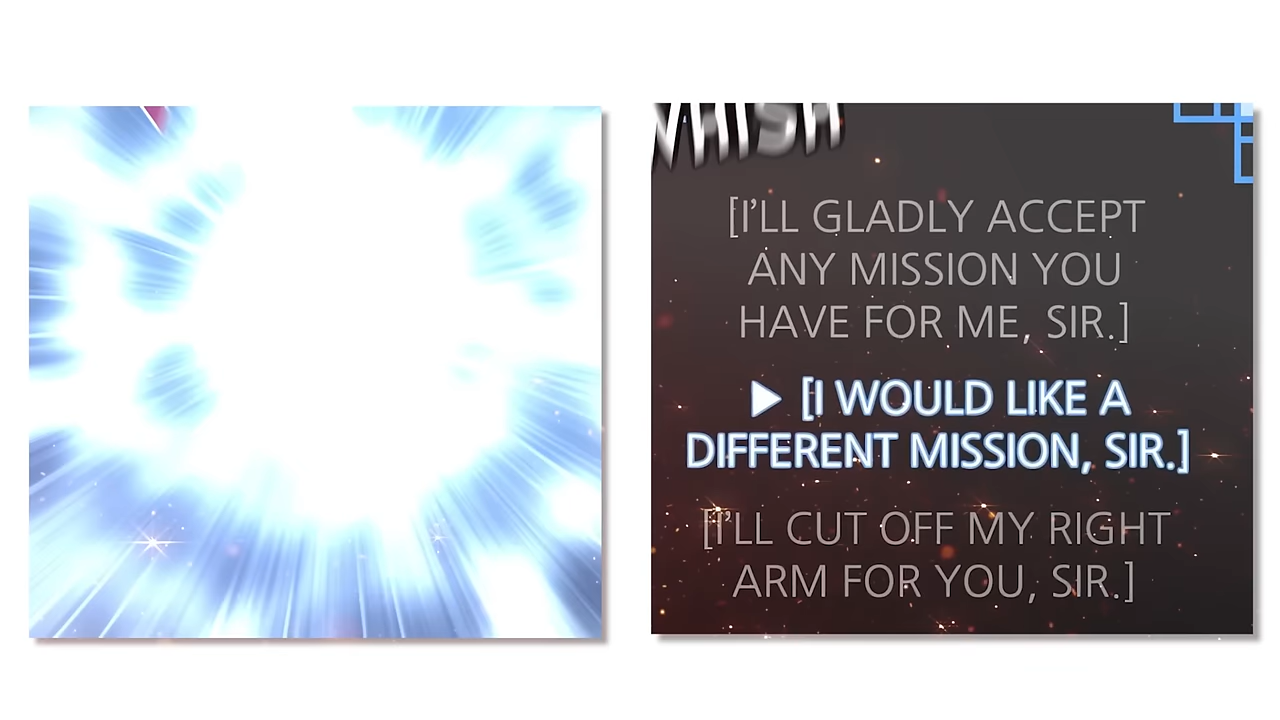 [I'LL GLADLY ACCEPT
ANY MISSION YOU
HAVE FOR ME, SIR.]
▶ [I WOULD LIKE A
DIFFERENT MISSION, SIR.]
[I'LL CUT OFF MY RIGHT
ARM FOR YOU, SIR.]